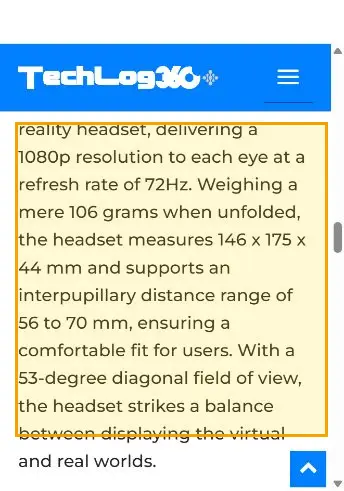 TechLog360
reality headset, delivering a
1080p resolution to each eye at a
refresh rate of 72Hz. Weighing a
mere 106 grams when unfolded,
the headset measures 146 x 175 x
44 mm and supports an
interpupillary distance range of
56 to 70 mm, ensuring a
comfortable fit for users. With a
53-degree diagonal field of view,
the headset strikes a balance
between displaying the virtual
and real worlds.